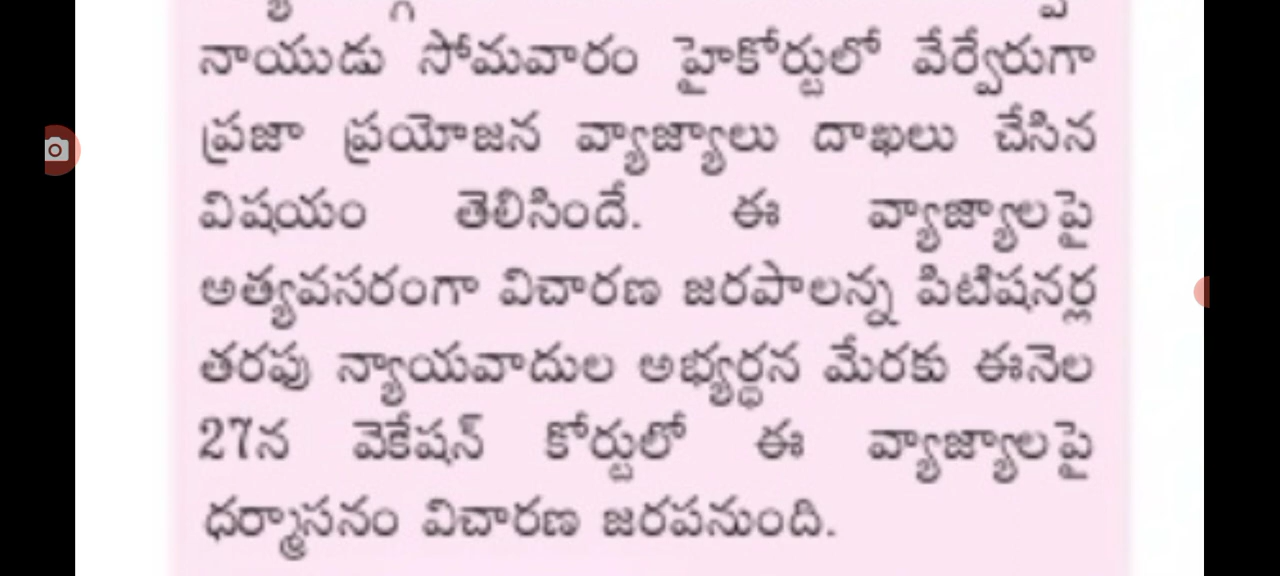 నాయుడు సోమవారం హైకోర్టులో వేర్వేరుగా
ప్రజా ప్రయోజన వ్యాజ్యాలు దాఖలు చేసిన
విషయం తెలిసిందే. ఈ వ్యాజ్యాలపై
అత్యవసరంగా విచారణ జరపాలన్న పిటిషనర్ల
తరఫు న్యాయవాదుల అభ్యర్థన మేరకు ఈనెల
27న వెకేషన్ కోర్టులో ఈ వ్యాజ్యాలపై
ధర్మాసనం విచారణ జరపనుంది.